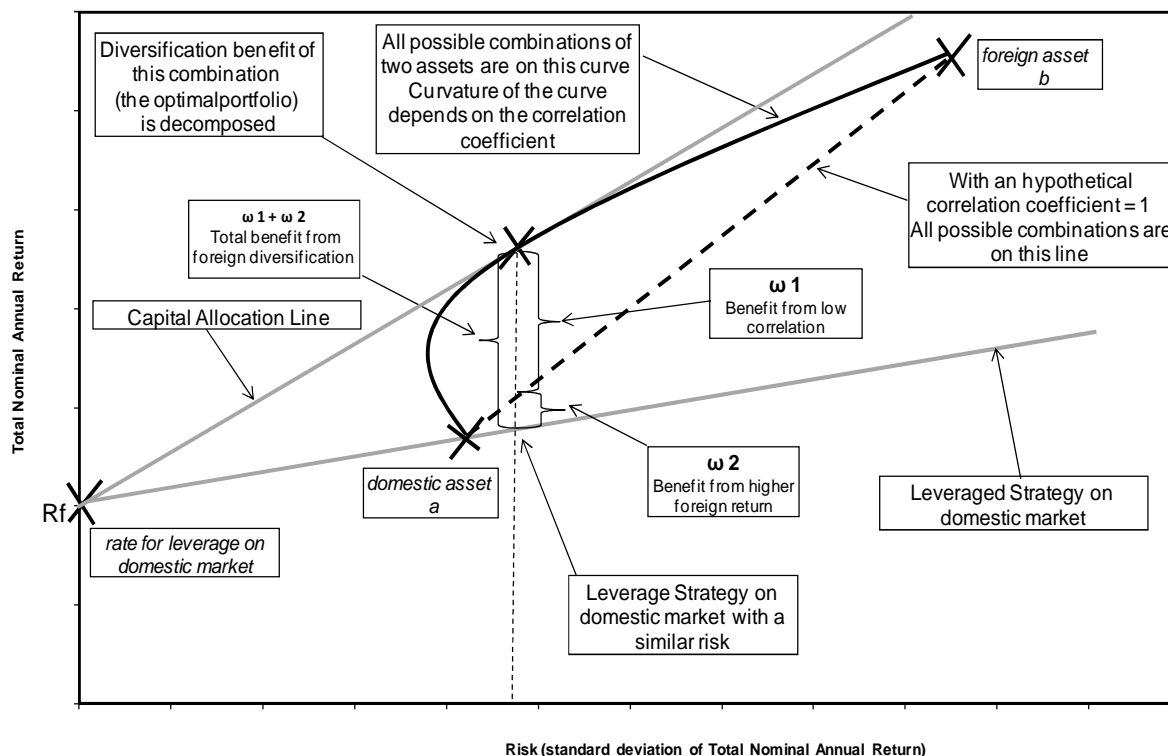 Diversification benefit of
this combination
(the optimalportfolio)
is decomposed
All possible combinations of
two assets are on this curve
Curvature of the curve
depends on the correlation
coefficient
foreign asset
b
With an hypothetical
correlation coefficient = 1
All possible combinations are
on this line
ω 1 + ω 2
Total benefit from
foreign diversification
Capital Allocation Line
ω 1
Benefit from low
correlation
ω 2
Benefit from higher
foreign return
domestic asset
a
Leveraged Strategy on
domestic market
Rf
rate for leverage on
domestic market
Leverage Strategy on
domestic market with a
similar risk
Total Nominal Annual Return
Risk (standard deviation of Total Nominal Annual Return)